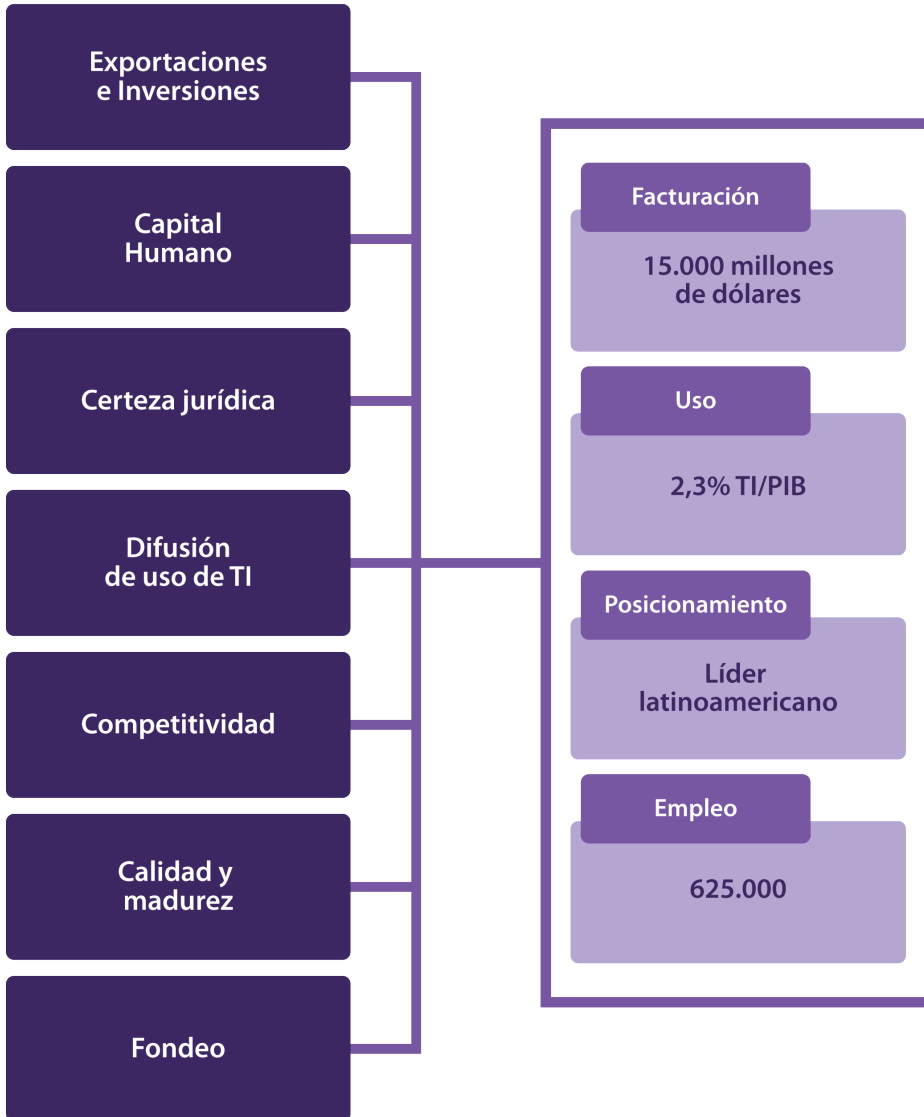 Exportaciones
e Inversiones
Capital
Humano
Certeza jurídica
Difusión
de uso de TI
Competitividad
Calidad y
madurez
Fondeo
Facturación
15.000 millones
de dólares
Uso
2,3% TI/PIB
Posicionamiento
Líder
latinoamericano
Empleo
625.000